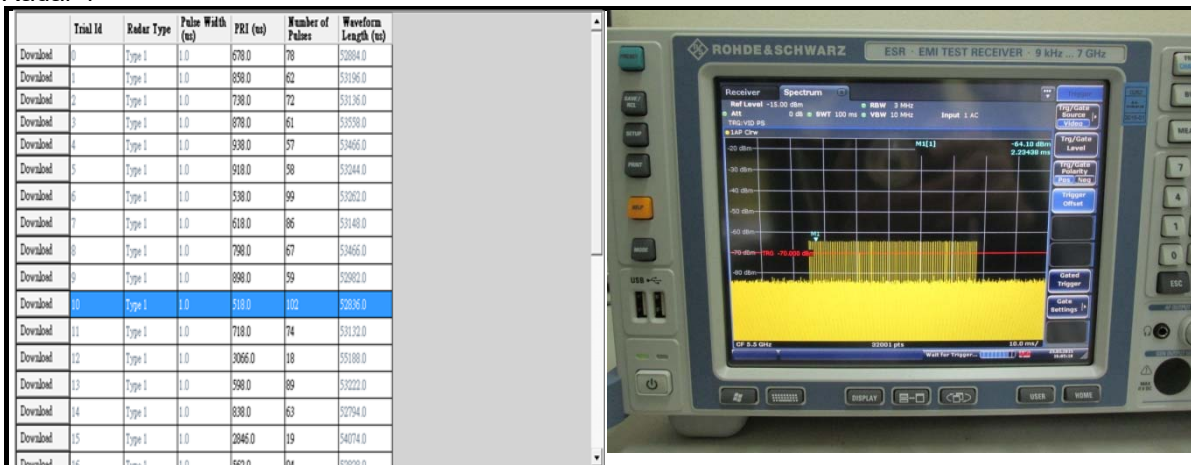 Trial Id Radar Type Pulse Width (us) PRI (us) Number of Pulses Waveform Length (us)
Download 0 Type 1 1.0 678.0 78 52884.0
Download 1 Type 1 1.0 858.0 62 53196.0
Download 2 Type 1 1.0 738.0 72 53136.0
Download 3 Type 1 1.0 878.0 61 53558.0
Download 4 Type 1 1.0 938.0 57 53466.0
Download 5 Type 1 1.0 918.0 58 53244.0
Download 6 Type 1 1.0 538.0 99 53262.0
Download 7 Type 1 1.0 618.0 86 53148.0
Download 8 Type 1 1.0 798.0 67 53466.0
Download 9 Type 1 1.0 898.0 59 52982.0
Download 10 Type 1 1.0 518.0 102 52836.0
Download 11 Type 1 1.0 718.0 74 53132.0
Download 12 Type 1 1.0 3066.0 18 55188.0
Download 13 Type 1 1.0 598.0 89 53222.0
Download 14 Type 1 1.0 838.0 63 52794.0
Download 15 Type 1 1.0 2846.0 19 54074.0
ROHDE&SCHWARZ ESR · EMI TEST RECEIVER · 9 kHz ... 7 GHz
PRESET
Receiver Spectrum Trigger
Ref Level -15.00 dBm RBW 3 MHz
Att 0 dB SWT 100 ms VBW 10 MHz Input 1 AC
TRG:VID PS
1AP Clrw
M1[1] -64.10 dBm
2.23438 ms
-20 dBm
-30 dBm
-40 dBm
-50 dBm
-60 dBm
M1
-70 dBm TRG -70.000 dBm
-80 dBm
CF 5.5 GHz 32001 pts 10.0 ms/
Wait for Trigger...
Trg/Gate Source
Video
Trg/Gate Level
Trg/Gate Polarity
Pos Neg
Trigger Offset
Gated Trigger
Gate Settings
SETUP
PRINT
HELP
MODE
USB
DISPLAY
USER
HOME
7
4
1
0
ESC